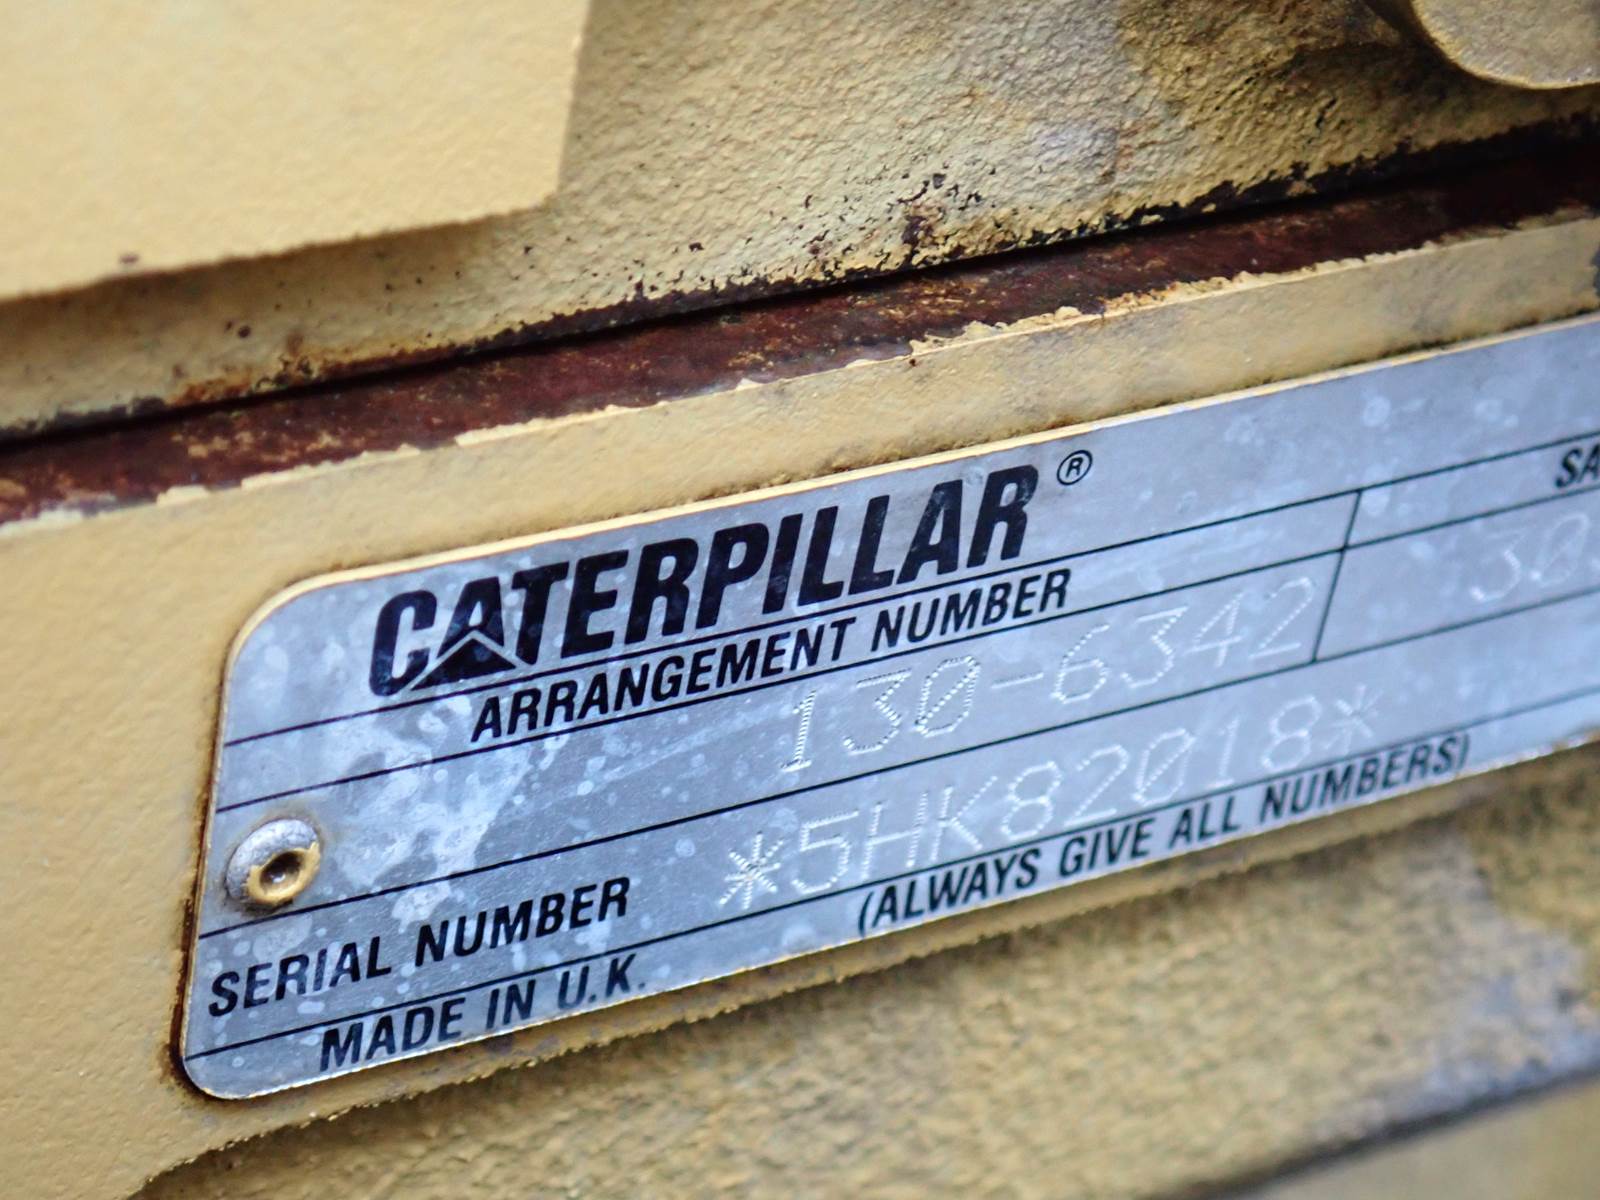 CATERPILLAR®
ARRANGEMENT NUMBER
130-6342
SERIAL NUMBER *5HK82018*
MADE IN U.K. (ALWAYS GIVE ALL NUMBERS)